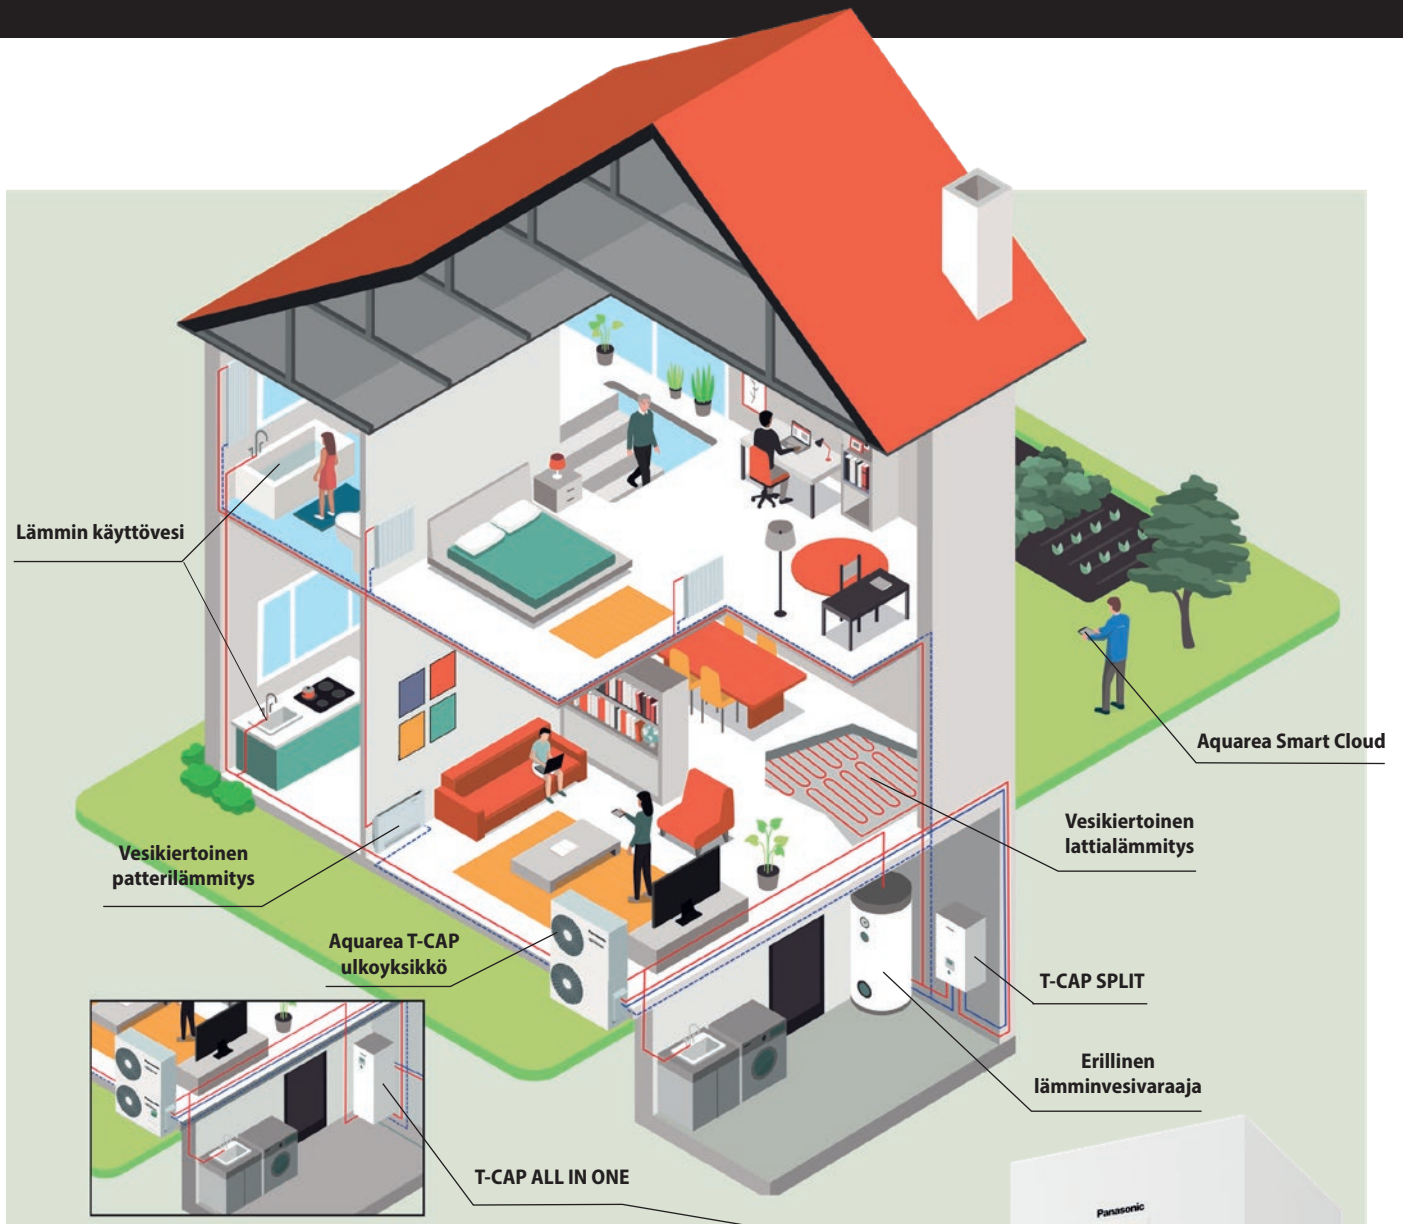 Lämmin käyttövesi
Aquarea Smart Cloud
Vesikiertoinen
lattialämmitys
Vesikiertoinen
patterilämmitys
Aquarea T-CAP
ulkoyksikkö
T-CAP SPLIT
Erillinen
lämminvesivaraaja
T-CAP ALL IN ONE
Panasonic